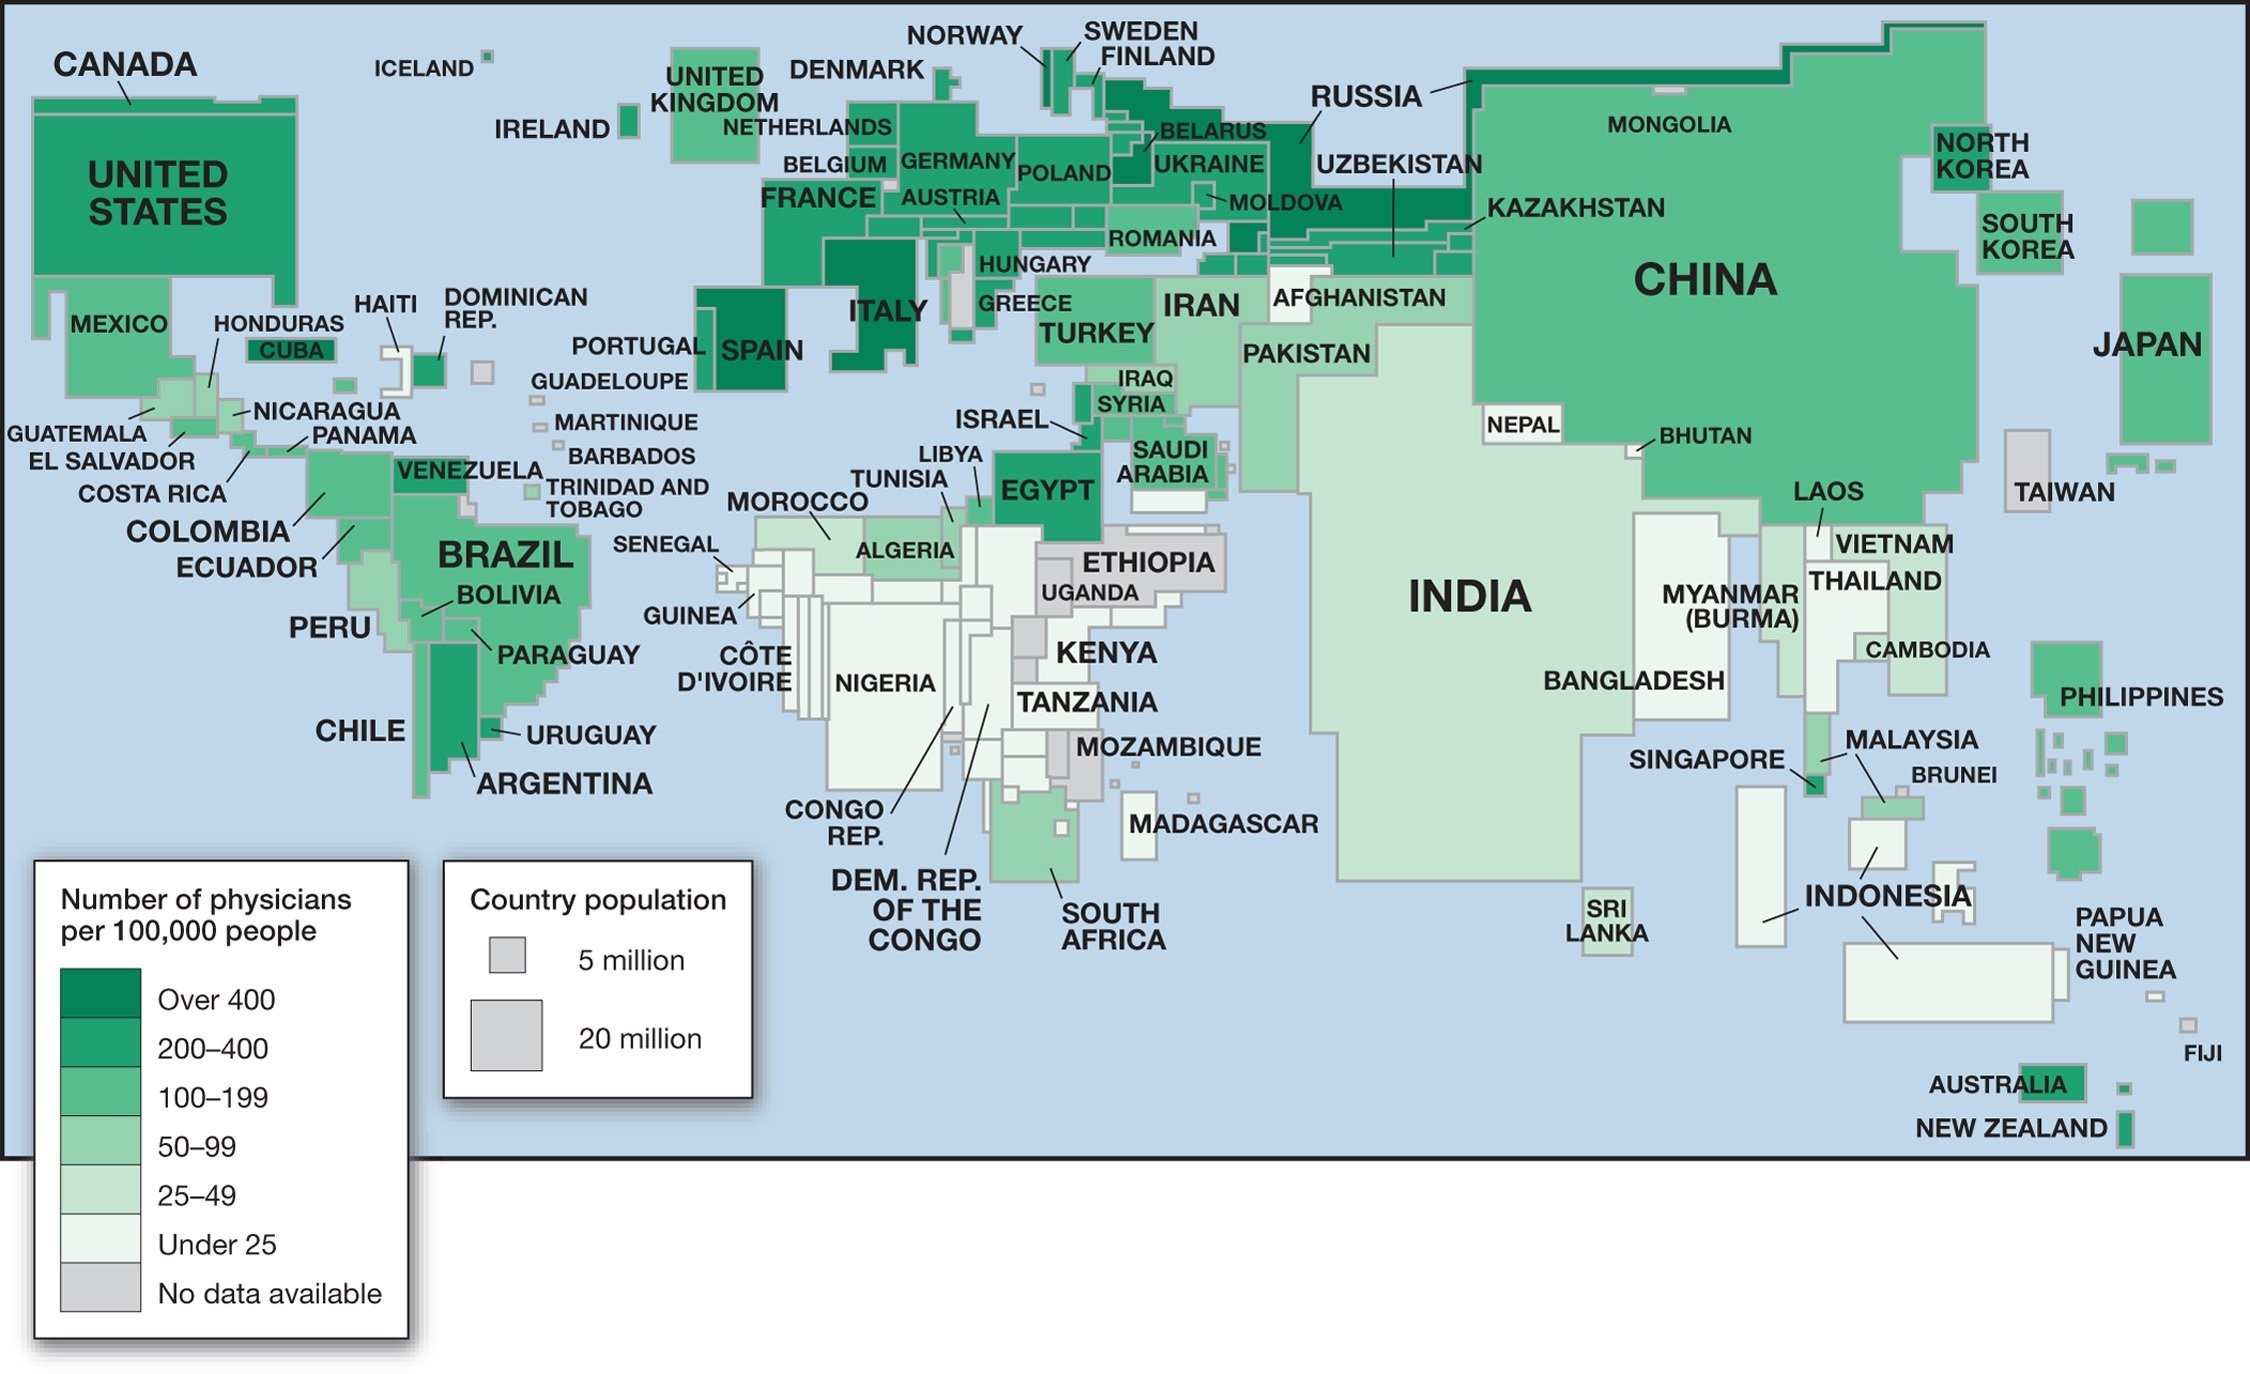 CANADA
UNITED
STATES
MEXICO
ICELAND
IRELAND
UNITED
KINGDOM
DENMARK
NORWAY
SWEDEN
FINLAND
NETHERLANDS
BELGIUM
FRANCE
GERMANY
AUSTRIA
POLAND
BELARUS
UKRAINE
MOLDOVA
ROMANIA
HUNGARY
GREECE
ITALY
PORTUGAL
SPAIN
RUSSIA
UZBEKISTAN
KAZAKHSTAN
MONGOLIA
CHINA
NORTH
KOREA
SOUTH
KOREA
JAPAN
TAIWAN
HAITI
DOMINICAN
REP.
HONDURAS
CUBA
GUADELOUPE
MARTINIQUE
BARBADOS
TRINIDAD AND
TOBAGO
NICARAGUA
PANAMA
GUATEMALA
EL SALVADOR
COSTA RICA
VENEZUELA
COLOMBIA
ECUADOR
BRAZIL
BOLIVIA
PERU
PARAGUAY
CHILE
URUGUAY
ARGENTINA
TURKEY
IRAN
AFGHANISTAN
PAKISTAN
IRAQ
SYRIA
ISRAEL
SAUDI
ARABIA
LIBYA
TUNISIA
EGYPT
MOROCCO
ALGERIA
SENEGAL
GUINEA
CÔTE
D'IVOIRE
NIGERIA
ETHIOPIA
UGANDA
KENYA
TANZANIA
MOZAMBIQUE
CONGO
REP.
DEM. REP.
OF THE
CONGO
MADAGASCAR
SOUTH
AFRICA
INDIA
NEPAL
BHUTAN
BANGLADESH
SRI
LANKA
MYANMAR
(BURMA)
LAOS
VIETNAM
THAILAND
CAMBODIA
MALAYSIA
SINGAPORE
BRUNEI
INDONESIA
PHILIPPINES
PAPUA
NEW
GUINEA
FIJI
AUSTRALIA
NEW ZEALAND
Number of physicians
per 100,000 people
Over 400
200–400
100–199
50–99
25–49
Under 25
No data available
Country population
5 million
20 million